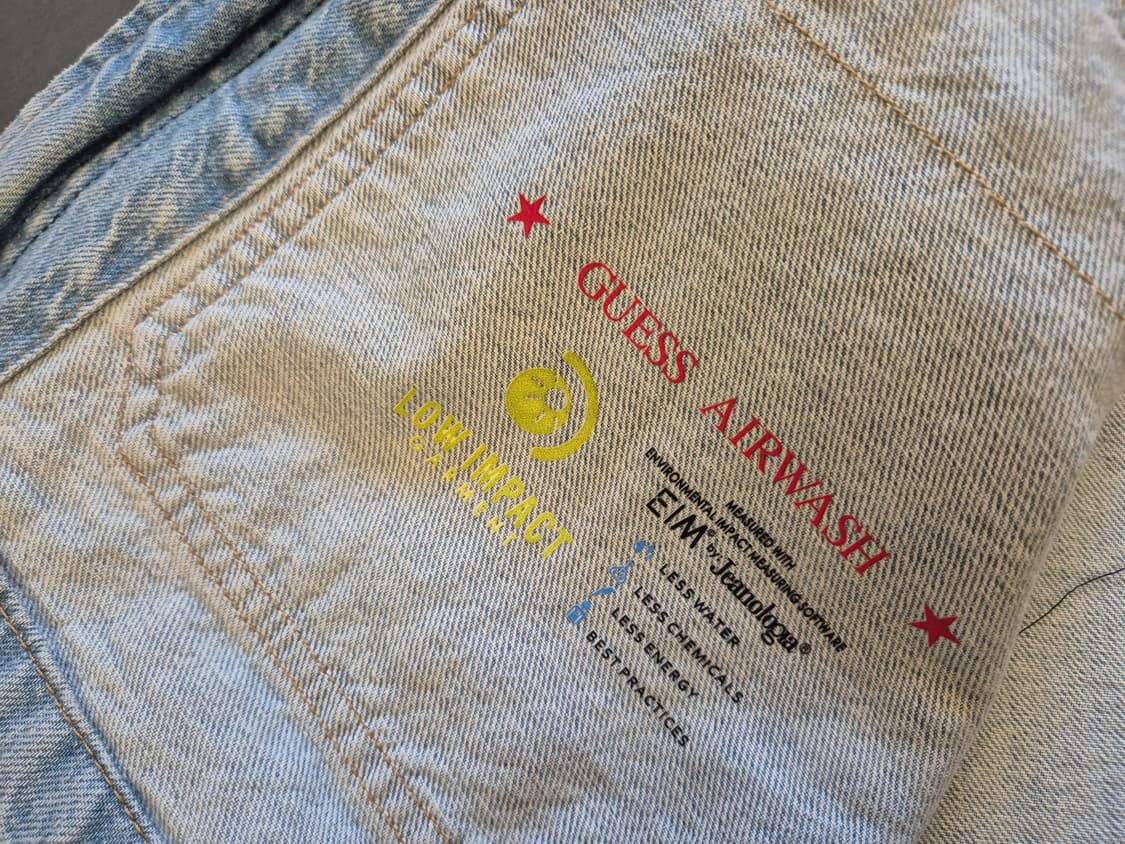 GUESS AIRWASH
LOW IMPACT
GARMENT
MEASURED WITH
ENVIRONMENTAL IMPACT MEASURING SOFTWARE
EIM® by Jeanologia®
LESS WATER
LESS CHEMICALS
LESS ENERGY
BEST PRACTICES